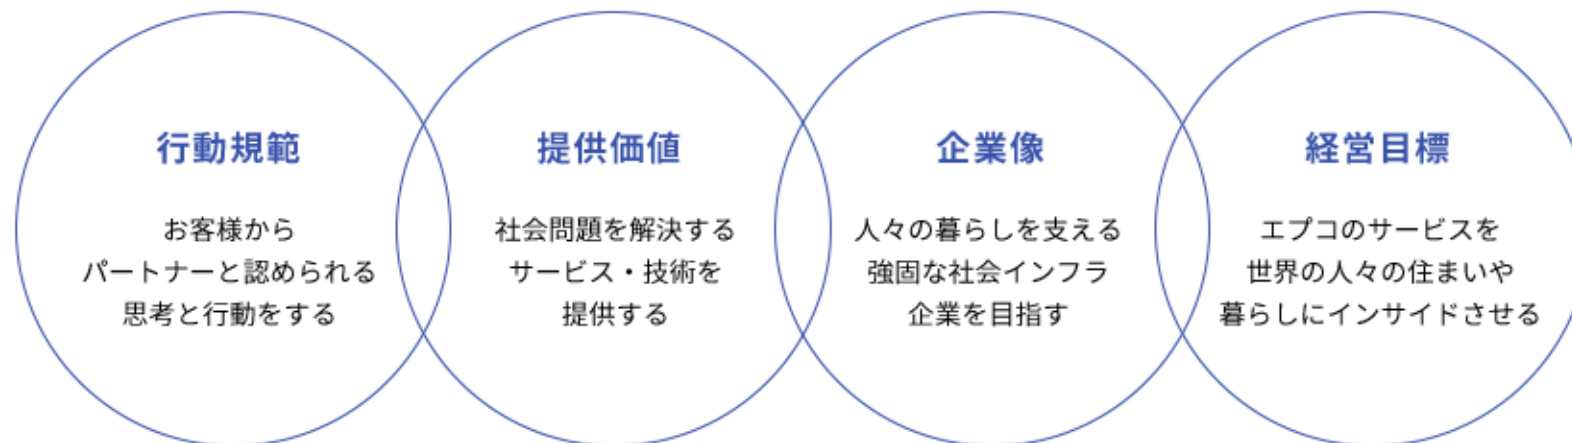 行動規範
お客様から
パートナーと認められる
思考と行動をする
提供価値
社会問題を解決する
サービス・技術を
提供する
企業像
人々の暮らしを支える
強固な社会インフラ
企業を目指す
経営目標
エプコのサービスを
世界の人々の住まいや
暮らしにインサイドさせる